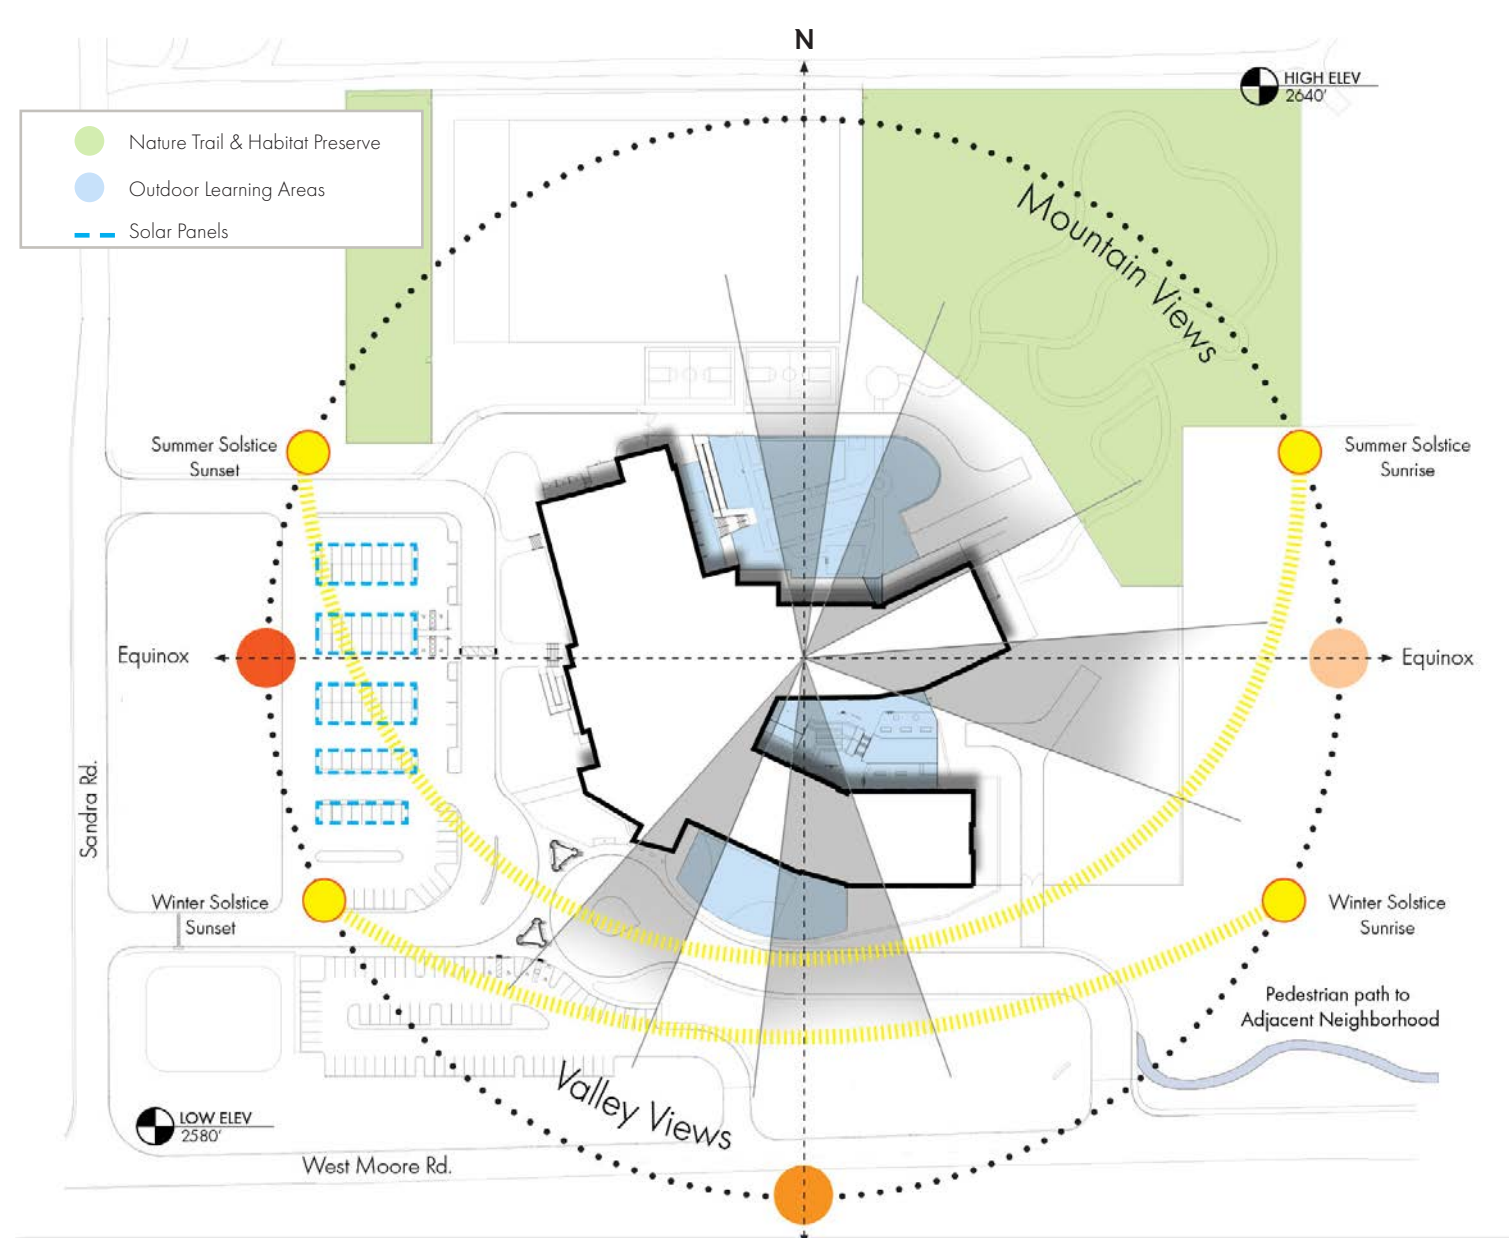 N
HIGH ELEV
2640'
Nature Trail & Habitat Preserve
Outdoor Learning Areas
Solar Panels
Mountain Views
Summer Solstice
Sunset
Summer Solstice
Sunrise
Equinox
Equinox
Sandra Rd.
Winter Solstice
Sunset
Winter Solstice
Sunrise
Pedestrian path to
Adjacent Neighborhood
Valley Views
LOW ELEV
2580'
West Moore Rd.